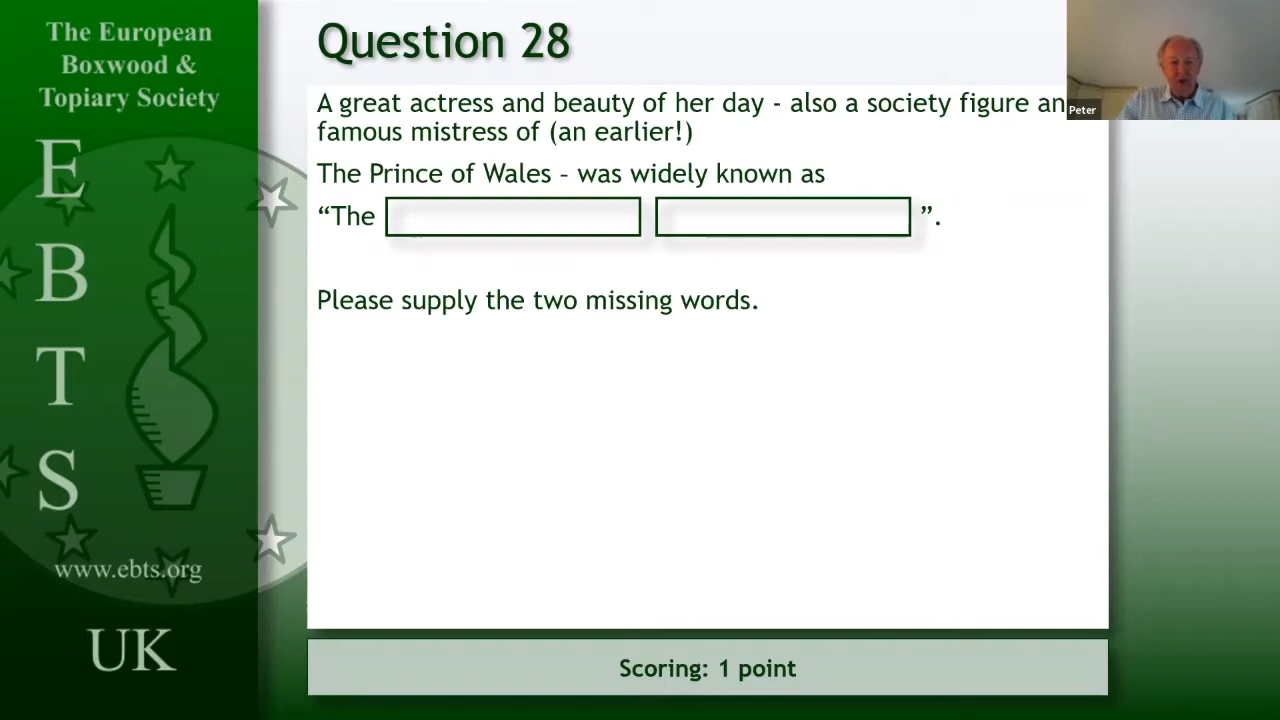 The European
Boxwood &
Topiary Society
E
B
T
S
www.ebts.org
UK
Question 28
A great actress and beauty of her day - also a society figure an
famous mistress of (an earlier!)
The Prince of Wales – was widely known as
“The ”.
Please supply the two missing words.
Scoring: 1 point
Peter